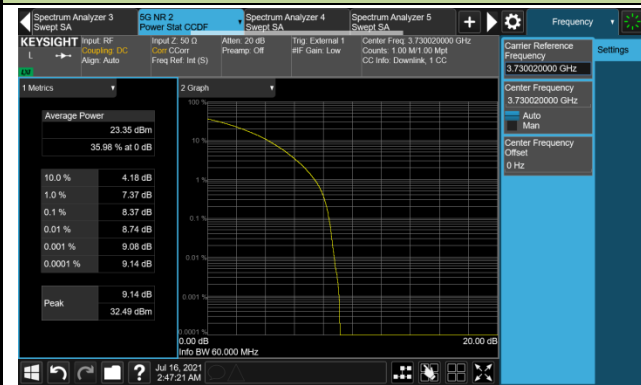 Spectrum Analyzer 3
Swept SA
5G NR 2
Power Stat CCDF
Spectrum Analyzer 4
Swept SA
Spectrum Analyzer 5
Swept SA
Frequency
KEYSIGHT
L
Input: RF
Coupling: DC
Align: Auto
Input Z: 50 Ω
Corr CCorr
Freq Ref: Int (S)
Atten: 20 dB
Preamp: Off
Trig: External 1
#IF Gain: Low
Center Freq: 3.730020000 GHz
Counts: 1.00 M/1.00 Mpt
CC Info: Downlink, 1 CC
Carrier Reference
Frequency
3.730020000 GHz
Settings
Center Frequency
3.730020000 GHz
Auto
Man
Center Frequency
Offset
0 Hz
1 Metrics
Average Power
23.35 dBm
35.98 % at 0 dB
10.0 % 4.18 dB
1.0 % 7.37 dB
0.1 % 8.37 dB
0.01 % 8.74 dB
0.001 % 9.08 dB
0.0001 % 9.14 dB
Peak
9.14 dB
32.49 dBm
2 Graph
100 %
10 %
1 %
0.1 %
0.01 %
0.001 %
0.0001 %
0.00 dB
20.00 dB
Info BW 60.000 MHz
Jul 16, 2021
2:47:21 AM